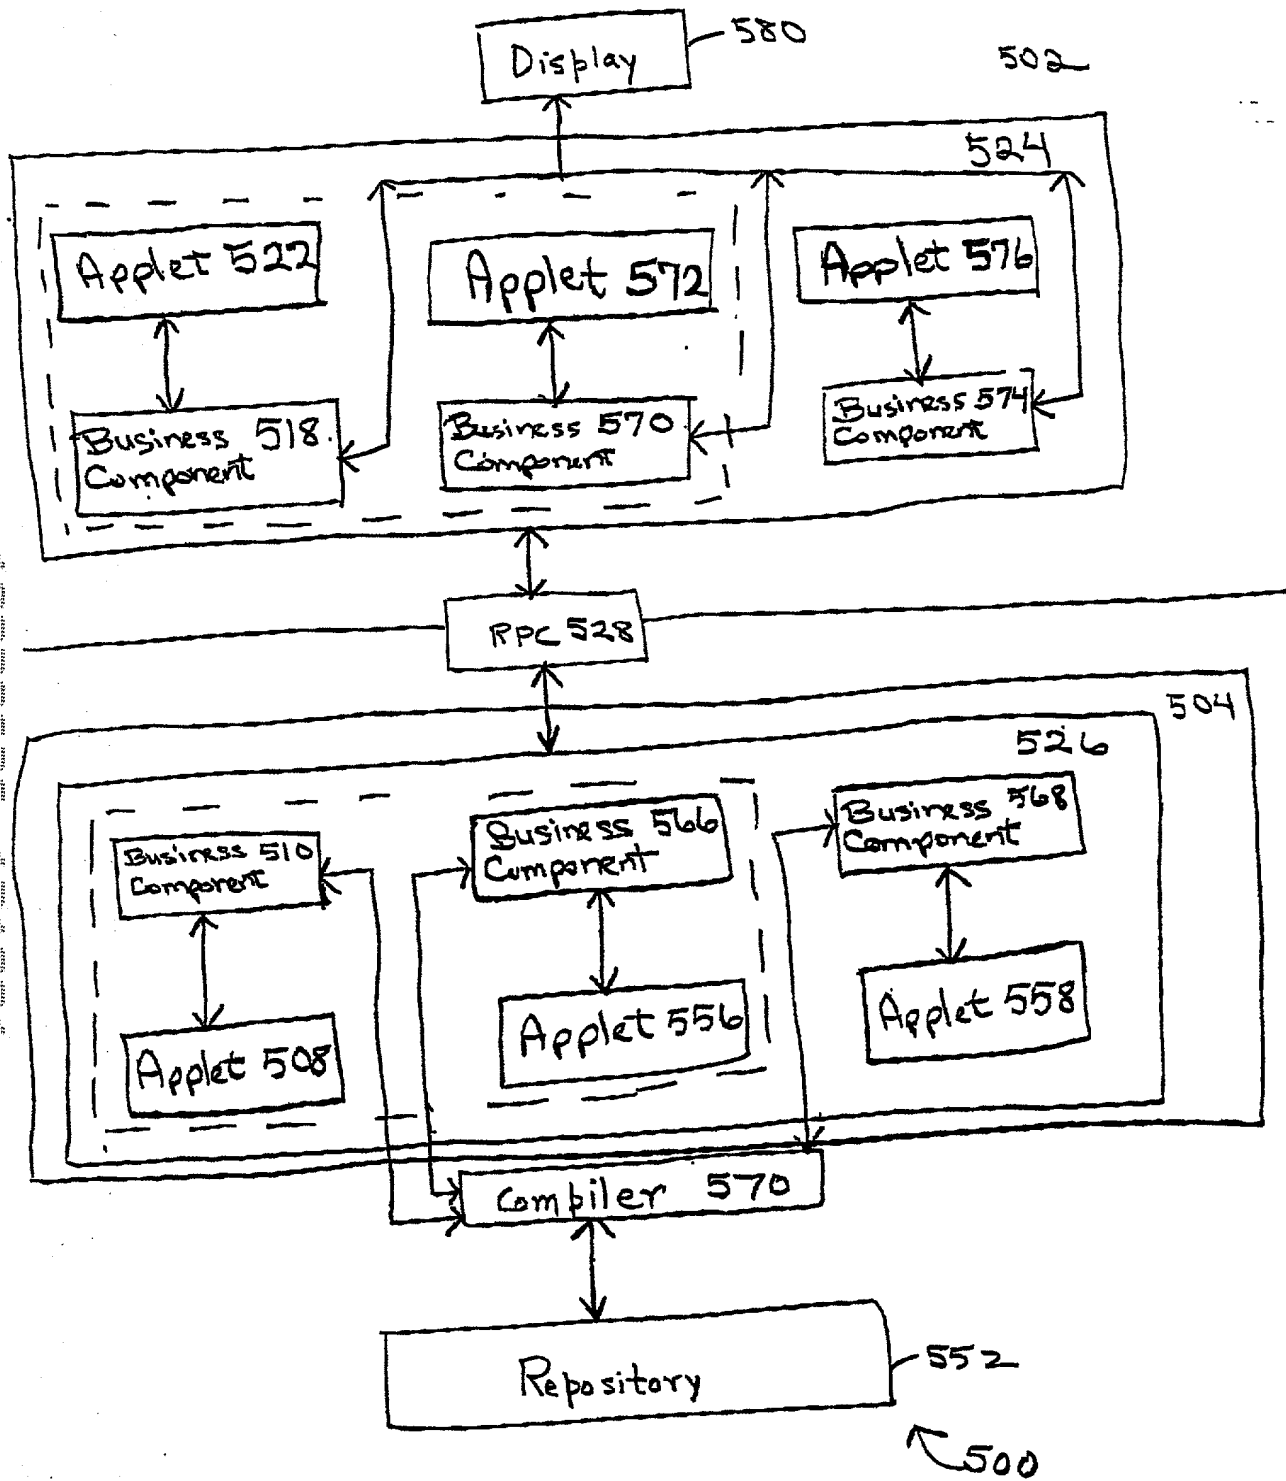 Display
580
502
524
Applet 522
Applet 572
Applet 576
Business 518
Component
Business 570
Component
Business 574
Component
RPC 528
504
526
Business 510
Component
Business 566
Component
Business 568
Component
Applet 508
Applet 556
Applet 558
Compiler 570
Repository
552
500